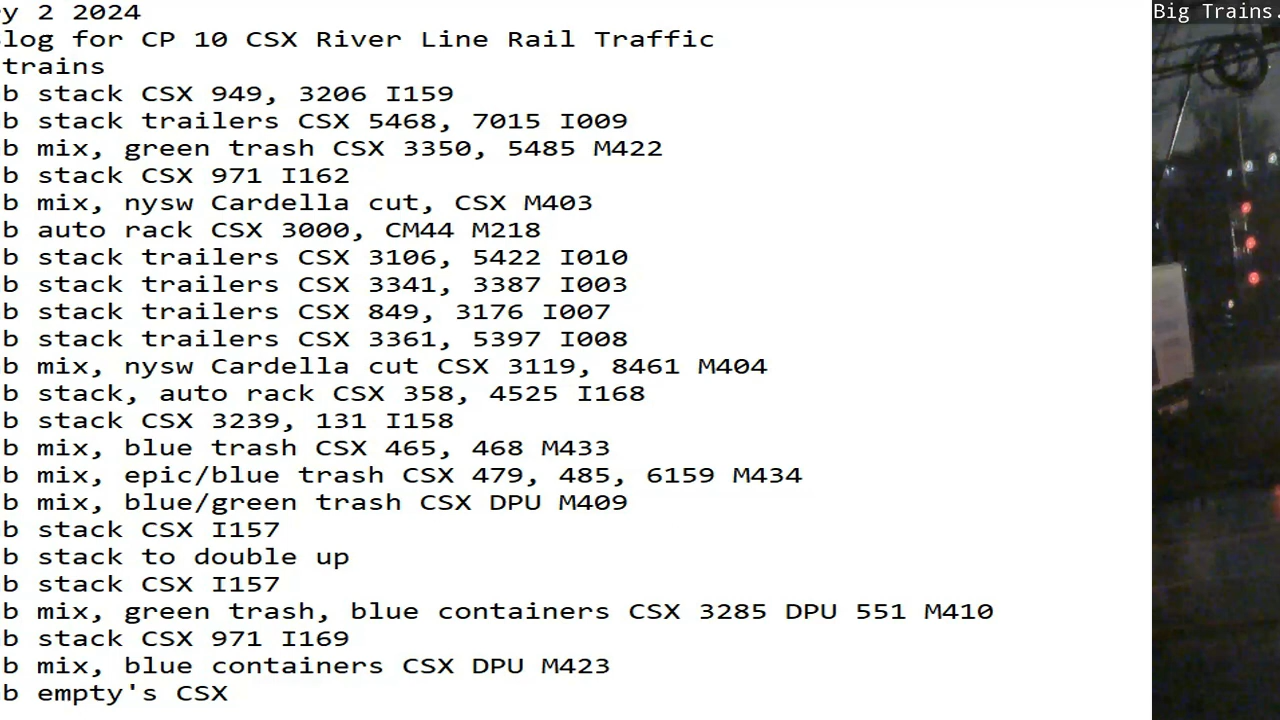 y 2 2024
log for CP 10 CSX River Line Rail Traffic
trains
b stack CSX 949, 3206 I159
b stack trailers CSX 5468, 7015 I009
b mix, green trash CSX 3350, 5485 M422
b stack CSX 971 I162
b mix, nysw Cardella cut, CSX M403
b auto rack CSX 3000, CM44 M218
b stack trailers CSX 3106, 5422 I010
b stack trailers CSX 3341, 3387 I003
b stack trailers CSX 849, 3176 I007
b stack trailers CSX 3361, 5397 I008
b mix, nysw Cardella cut CSX 3119, 8461 M404
b stack, auto rack CSX 358, 4525 I168
b stack CSX 3239, 131 I158
b mix, blue trash CSX 465, 468 M433
b mix, epic/blue trash CSX 479, 485, 6159 M434
b mix, blue/green trash CSX DPU M409
b stack CSX I157
b stack to double up
b stack CSX I157
b mix, green trash, blue containers CSX 3285 DPU 551 M410
b stack CSX 971 I169
b mix, blue containers CSX DPU M423
b empty's CSX
Big Trains.